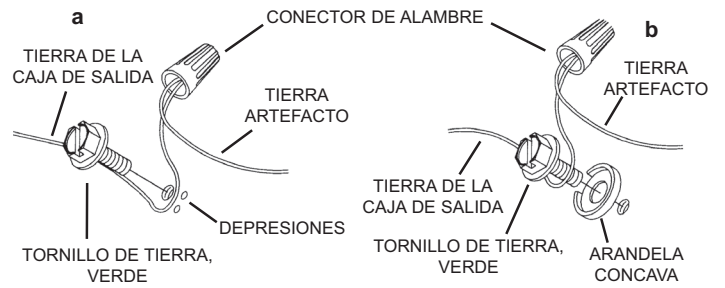 a
CONECTOR DE ALAMBRE
b
TIERRA DE LA
CAJA DE SALIDA
TIERRA
ARTEFACTO
TIERRA
ARTEFACTO
DEPRESIONES
TORNILLO DE TIERRA,
VERDE
TIERRA DE LA
CAJA DE SALIDA
TORNILLO DE TIERRA,
VERDE
ARANDELA
CONCAVA